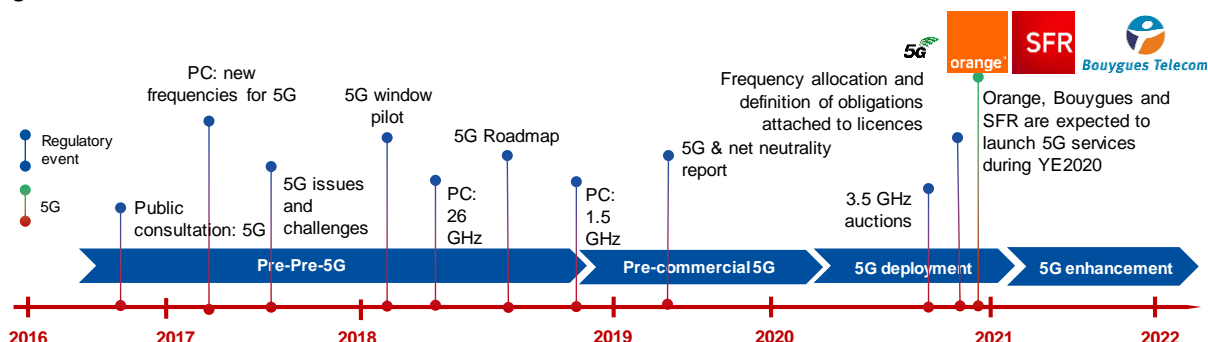 5G
orange
SFR
Bouygues Telecom
PC: new
frequencies for 5G
5G window
pilot
Frequency allocation and
definition of obligations
attached to licences
Orange, Bouygues and
SFR are expected to
launch 5G services
during YE2020
Regulatory
event
5G
5G Roadmap
5G & net neutrality
report
Public
consultation: 5G
5G issues
and
challenges
PC:
26
GHz
PC:
1.5
GHz
3.5 GHz
auctions
Pre-Pre-5G
Pre-commercial 5G
5G deployment
5G enhancement
2016
2017
2018
2019
2020
2021
2022